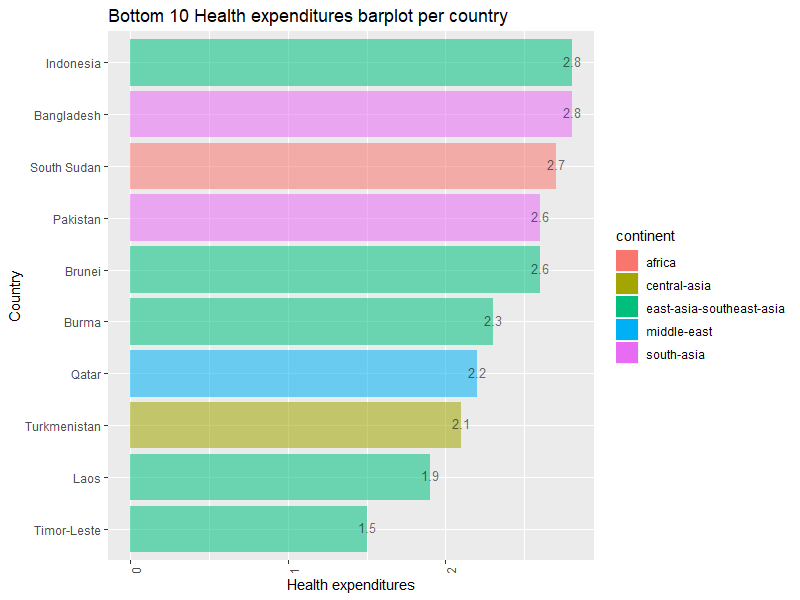 Bottom 10 Health expenditures barplot per country
Indonesia 2.8
Bangladesh 2.8
South Sudan 2.7
Pakistan 2.6
Brunei 2.6
Burma 2.3
Qatar 2.2
Turkmenistan 2.1
Laos 1.9
Timor-Leste 1.5
Country
0 1 2
Health expenditures
continent
africa
central-asia
east-asia-southeast-asia
middle-east
south-asia